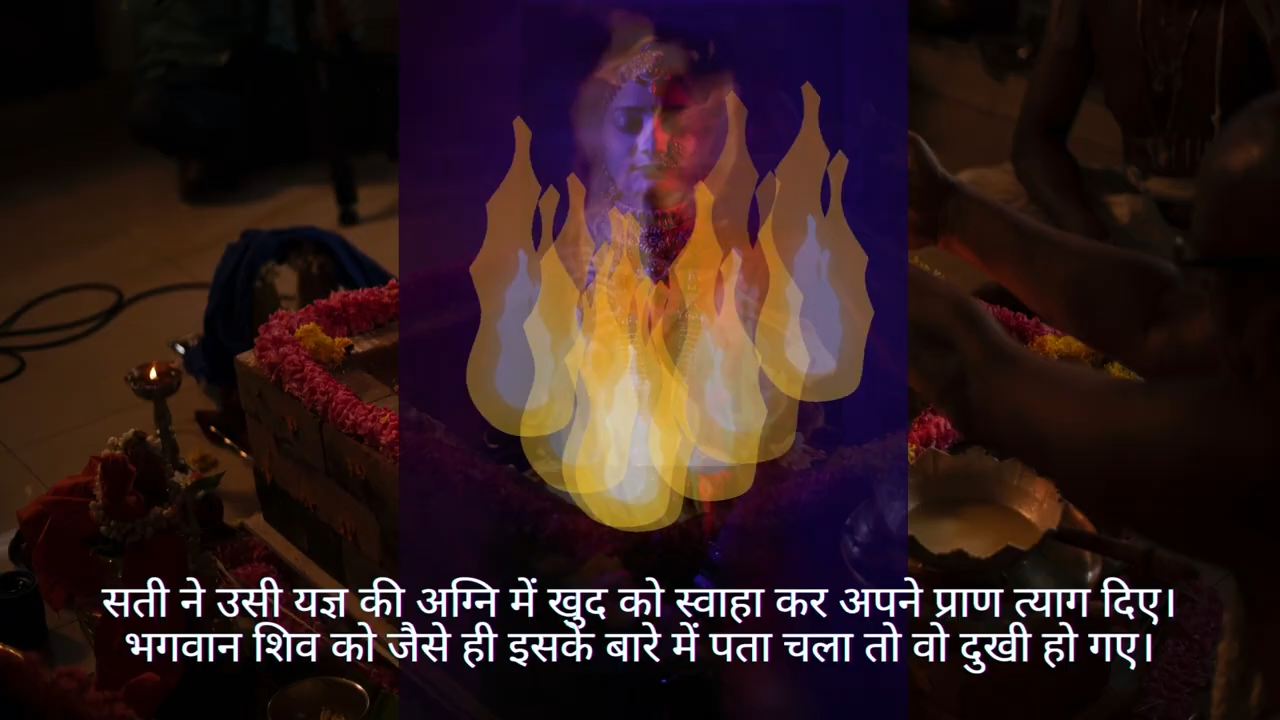 सती ने उसी यज्ञ की अग्नि में खुद को स्वाहा कर अपने प्राण त्याग दिए।
भगवान शिव को जैसे ही इसके बारे में पता चला तो वो दुखी हो गए।